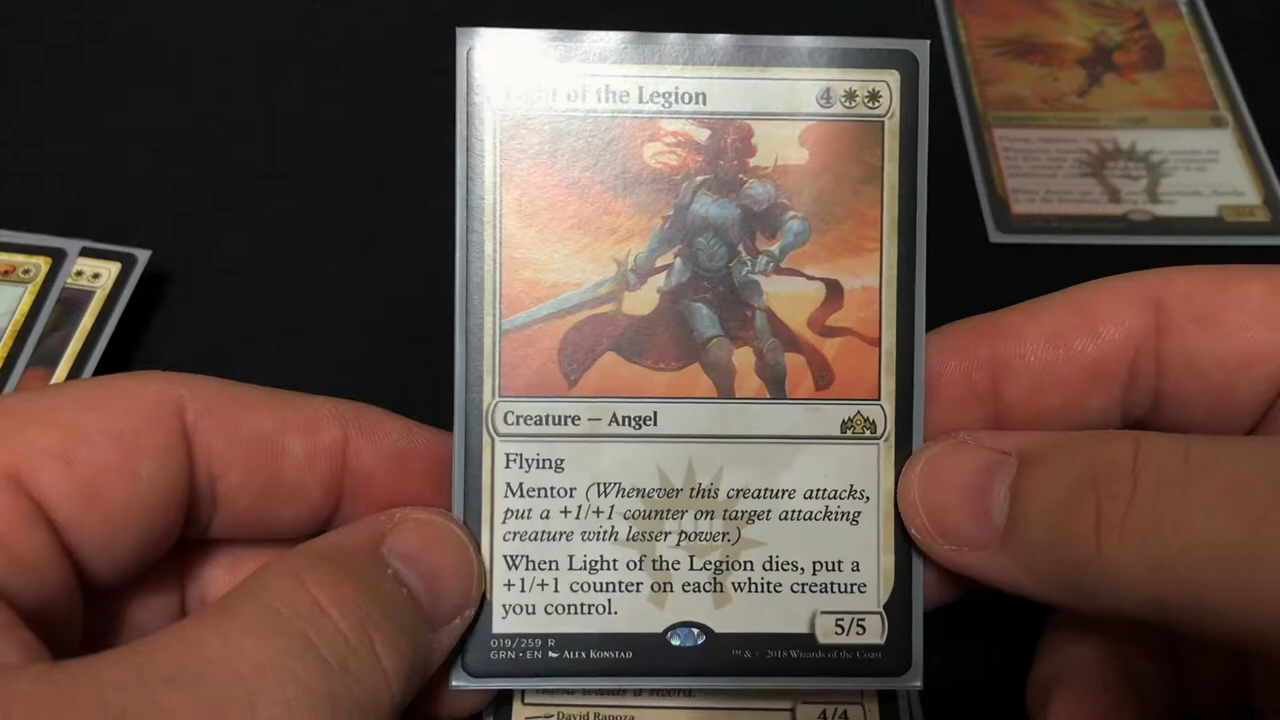 Light of the Legion 4
Creature — Angel
Flying
Mentor (Whenever this creature attacks,
put a +1/+1 counter on target attacking
creature with lesser power.)
When Light of the Legion dies, put a
+1/+1 counter on each white creature
you control.
5/5
019/259 R
GRN • EN Alex Konstad
™ & © 2018 Wizards of the Coast
hand wields a sword.
David Rapoza
4/4